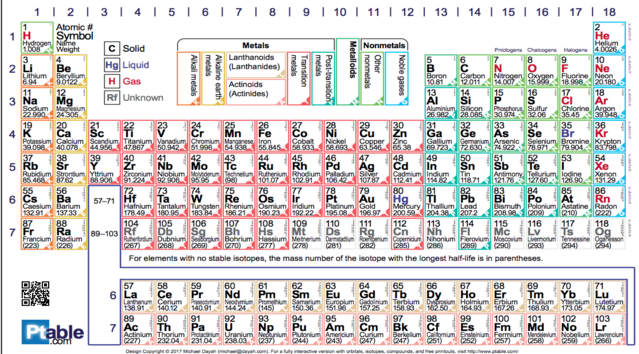 1 2 3 4 5 6 7 8 9 10 11 12 13 14 15 16 17 18
Atomic #
Symbol
Name
Weight
C Solid
Hg Liquid
H Gas
Rf Unknown
Metals
Nonmetals
Alkali metals
Alkaline earth metals
Lanthanoids
(Lanthanides)
Actinoids
(Actinides)
Transition metals
Post-transition metals
Metalloids
Other nonmetals
Noble gases
Pnictogens Chalcogens Halogens
1
1 H Hydrogen 1.008
2 He Helium 4.0026
2
3 Li Lithium 6.94
4 Be Beryllium 9.0122
5 B Boron 10.81
6 C Carbon 12.011
7 N Nitrogen 14.007
8 O Oxygen 15.999
9 F Fluorine 18.998
10 Ne Neon 20.180
3
11 Na Sodium 22.990
12 Mg Magnesium 24.305
13 Al Aluminium 26.982
14 Si Silicon 28.085
15 P Phosphorus 30.974
16 S Sulfur 32.06
17 Cl Chlorine 35.45
18 Ar Argon 39.948
4
19 K Potassium 39.098
20 Ca Calcium 40.078
21 Sc Scandium 44.956
22 Ti Titanium 47.867
23 V Vanadium 50.942
24 Cr Chromium 51.996
25 Mn Manganese 54.938
26 Fe Iron 55.845
27 Co Cobalt 58.933
28 Ni Nickel 58.693
29 Cu Copper 63.546
30 Zn Zinc 65.38
31 Ga Gallium 69.723
32 Ge Germanium 72.630
33 As Arsenic 74.922
34 Se Selenium 78.971
35 Br Bromine 79.904
36 Kr Krypton 83.798
5
37 Rb Rubidium 85.468
38 Sr Strontium 87.62
39 Y Yttrium 88.906
40 Zr Zirconium 91.224
41 Nb Niobium 92.906
42 Mo Molybdenum 95.95
43 Tc Technetium (98)
44 Ru Ruthenium 101.07
45 Rh Rhodium 102.91
46 Pd Palladium 106.42
47 Ag Silver 107.87
48 Cd Cadmium 112.41
49 In Indium 114.82
50 Sn Tin 118.71
51 Sb Antimony 121.76
52 Te Tellurium 127.60
53 I Iodine 126.90
54 Xe Xenon 131.29
6
55 Cs Caesium 132.91
56 Ba Barium 137.33
57–71
72 Hf Hafnium 178.49
73 Ta Tantalum 180.95
74 W Tungsten 183.84
75 Re Rhenium 186.21
76 Os Osmium 190.23
77 Ir Iridium 192.22
78 Pt Platinum 195.08
79 Au Gold 196.97
80 Hg Mercury 200.59
81 Tl Thallium 204.38
82 Pb Lead 207.2
83 Bi Bismuth 208.98
84 Po Polonium (209)
85 At Astatine (210)
86 Rn Radon (222)
7
87 Fr Francium (223)
88 Ra Radium (226)
89–103
104 Rf Rutherfordium (267)
105 Db Dubnium (268)
106 Sg Seaborgium (269)
107 Bh Bohrium (270)
108 Hs Hassium (277)
109 Mt Meitnerium (278)
110 Ds Darmstadtium (281)
111 Rg Roentgenium (282)
112 Cn Copernicium (285)
113 Nh Nihonium (286)
114 Fl Flerovium (289)
115 Mc Moscovium (290)
116 Lv Livermorium (293)
117 Ts Tennessine (294)
118 Og Oganesson (294)
For elements with no stable isotopes, the mass number of the isotope with the longest half-life is in parentheses.
6
57 La Lanthanum 138.91
58 Ce Cerium 140.12
59 Pr Praseodymium 140.91
60 Nd Neodymium 144.24
61 Pm Promethium (145)
62 Sm Samarium 150.36
63 Eu Europium 151.96
64 Gd Gadolinium 157.25
65 Tb Terbium 158.93
66 Dy Dysprosium 162.50
67 Ho Holmium 164.93
68 Er Erbium 167.26
69 Tm Thulium 168.93
70 Yb Ytterbium 173.05
71 Lu Lutetium 174.97
7
89 Ac Actinium (227)
90 Th Thorium 232.04
91 Pa Protactinium 231.04
92 U Uranium 238.03
93 Np Neptunium (237)
94 Pu Plutonium (244)
95 Am Americium (243)
96 Cm Curium (247)
97 Bk Berkelium (247)
98 Cf Californium (251)
99 Es Einsteinium (252)
100 Fm Fermium (257)
101 Md Mendelevium (258)
102 No Nobelium (259)
103 Lr Lawrencium (266)
Ptable
.com
Design Copyright © 2017 Michael Dayah (michael@dayah.com). For a fully interactive version with orbitals, isotopes, compounds, and free printouts, visit http://www.ptable.com/